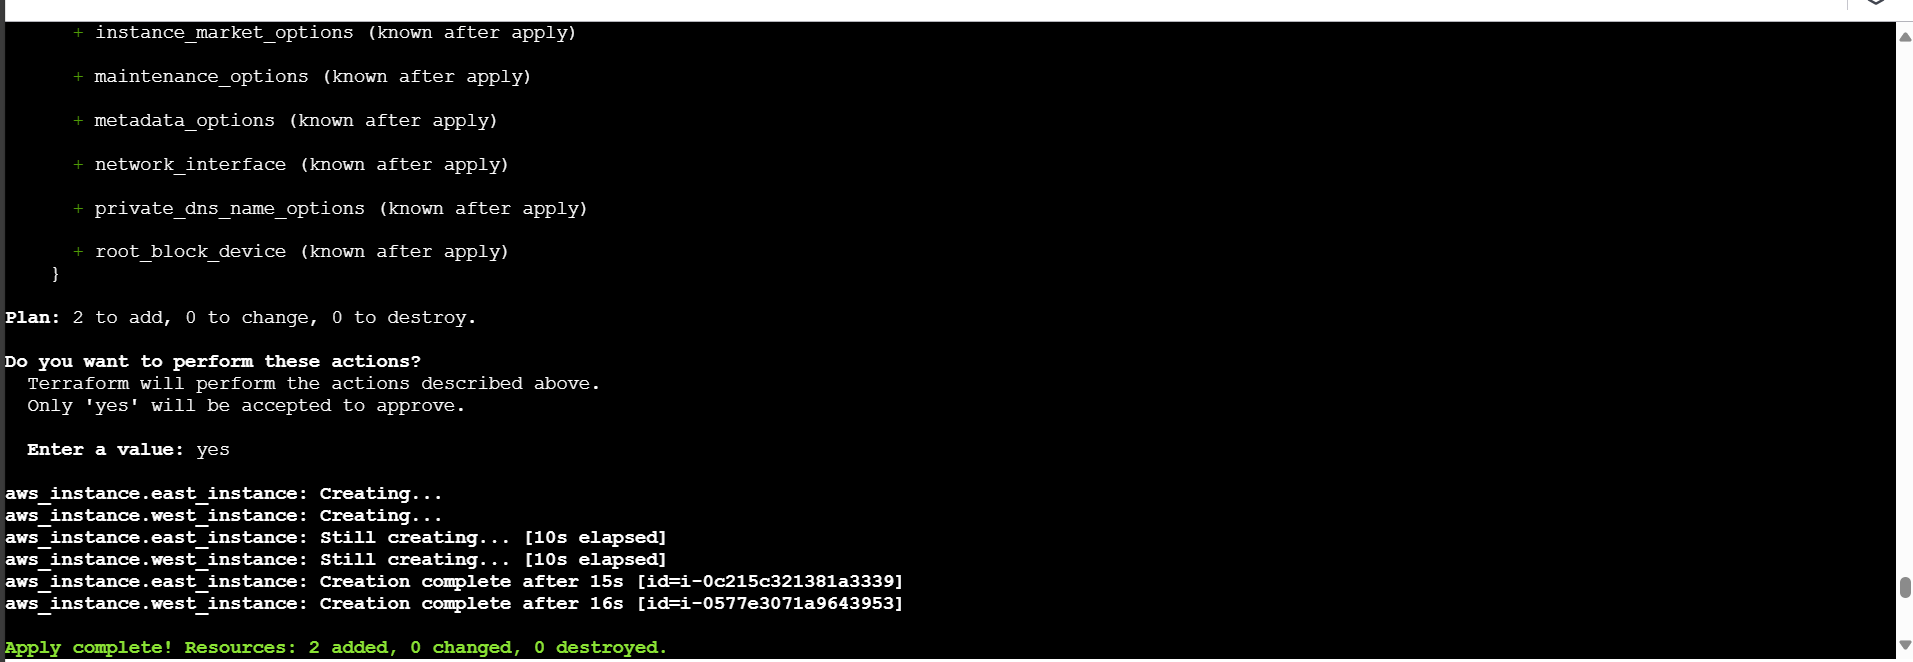 + instance_market_options (known after apply)
+ maintenance_options (known after apply)
+ metadata_options (known after apply)
+ network_interface (known after apply)
+ private_dns_name_options (known after apply)
+ root_block_device (known after apply)
}
Plan: 2 to add, 0 to change, 0 to destroy.
Do you want to perform these actions?
Terraform will perform the actions described above.
Only 'yes' will be accepted to approve.
Enter a value: yes
aws_instance.east_instance: Creating...
aws_instance.west_instance: Creating...
aws_instance.east_instance: Still creating... [10s elapsed]
aws_instance.west_instance: Still creating... [10s elapsed]
aws_instance.east_instance: Creation complete after 15s [id=i-0c215c321381a3339]
aws_instance.west_instance: Creation complete after 16s [id=i-0577e3071a9643953]
Apply complete! Resources: 2 added, 0 changed, 0 destroyed.